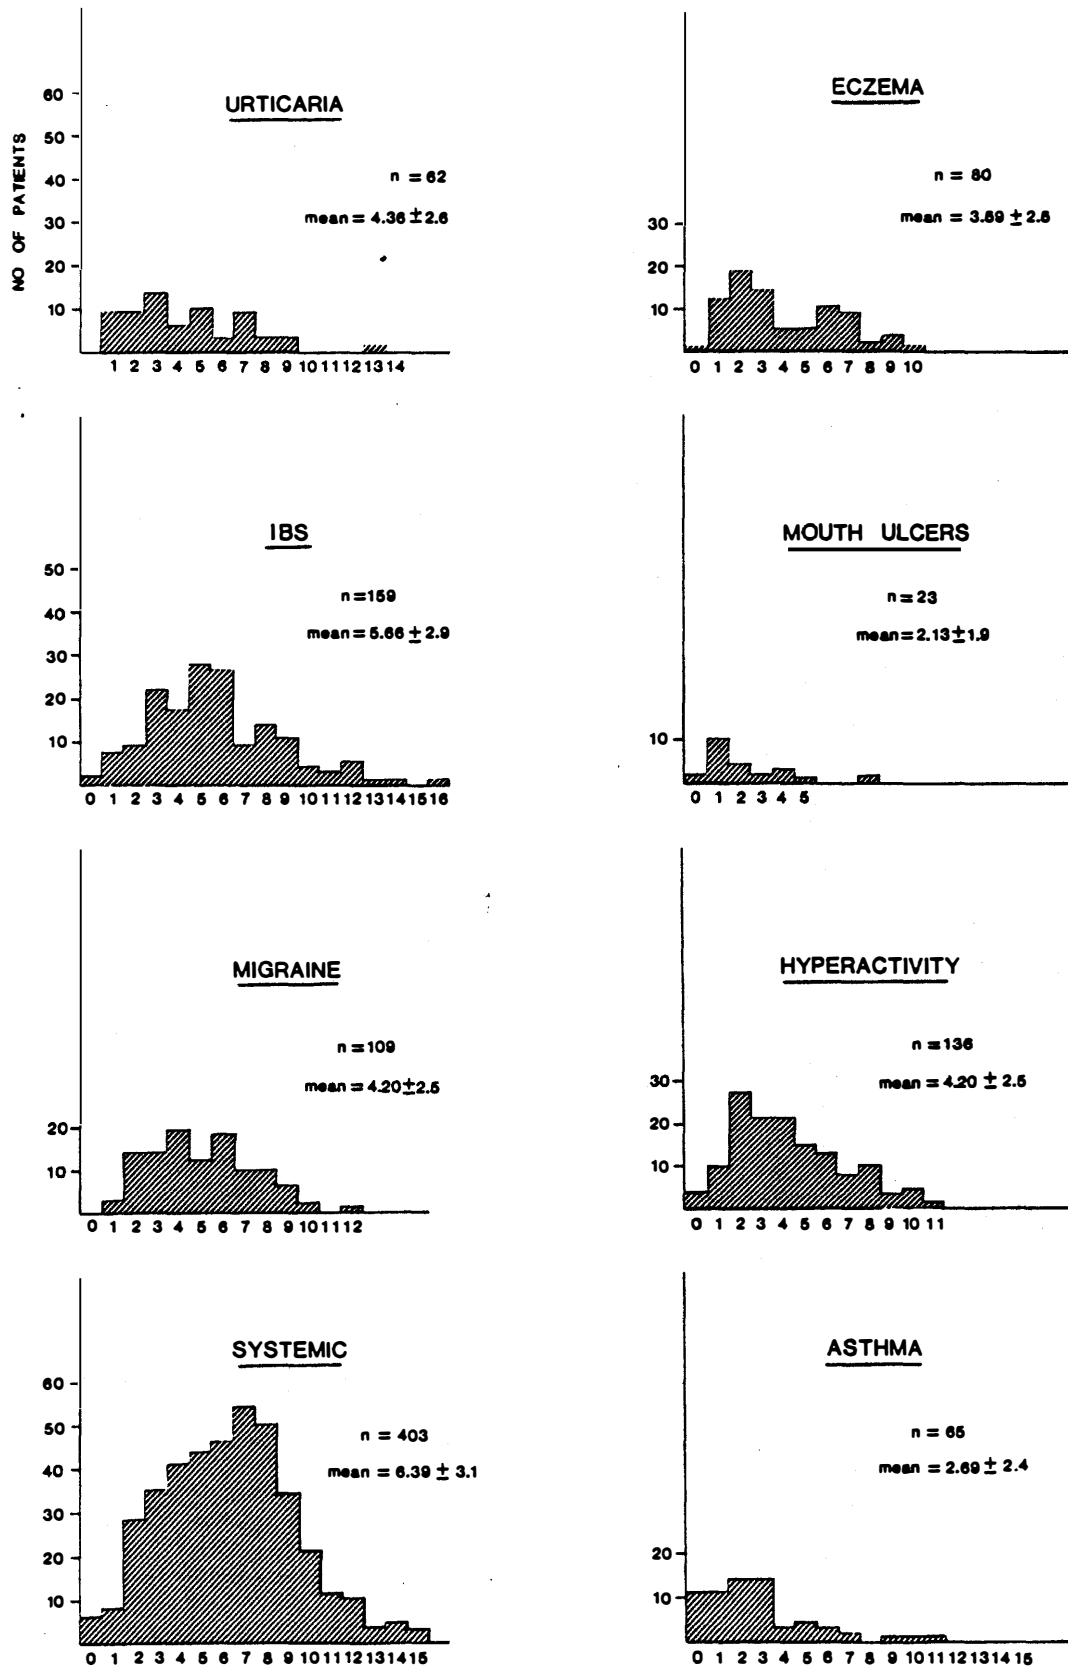 NO OF PATIENTS
URTICARIA
n = 62
mean = 4.36 ± 2.6
60
50
40
30
20
10
1 2 3 4 5 6 7 8 9 10 11 12 13 14
ECZEMA
n = 80
mean = 3.59 ± 2.5
30
20
10
0 1 2 3 4 5 6 7 8 9 10
IBS
n=159
mean = 5.66 ± 2.9
50
40
30
20
10
0 1 2 3 4 5 6 7 8 9 10 11 12 13 14 15 16
MOUTH ULCERS
n = 23
mean = 2.13 ± 1.9
10
0 1 2 3 4 5
MIGRAINE
n = 109
mean = 4.20 ± 2.5
20
10
0 1 2 3 4 5 6 7 8 9 10 11 12
HYPERACTIVITY
n = 136
mean = 4.20 ± 2.5
30
20
10
0 1 2 3 4 5 6 7 8 9 10 11
SYSTEMIC
n = 403
mean = 6.39 ± 3.1
60
50
40
30
20
10
0 1 2 3 4 5 6 7 8 9 10 11 12 13 14 15
ASTHMA
n = 65
mean = 2.69 ± 2.4
20
10
0 1 2 3 4 5 6 7 8 9 10 11 12 13 14 15